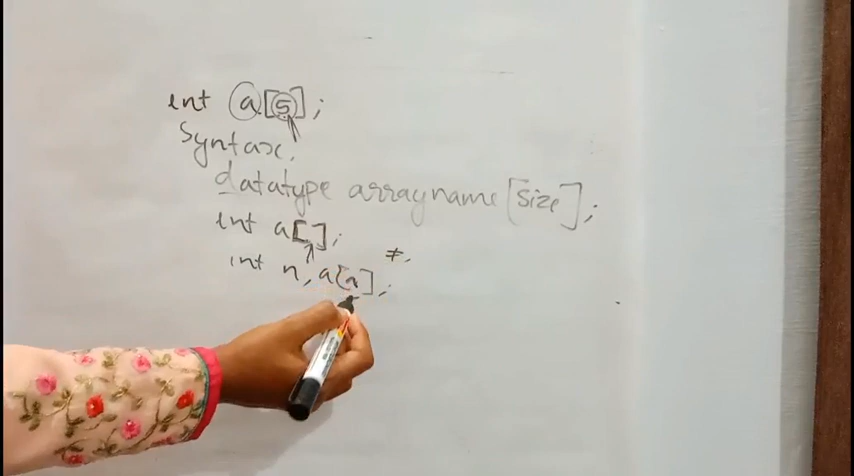 int a[5];
Syntax.
datatype arrayname[size];
int a[];
≠.
int n, a[n];